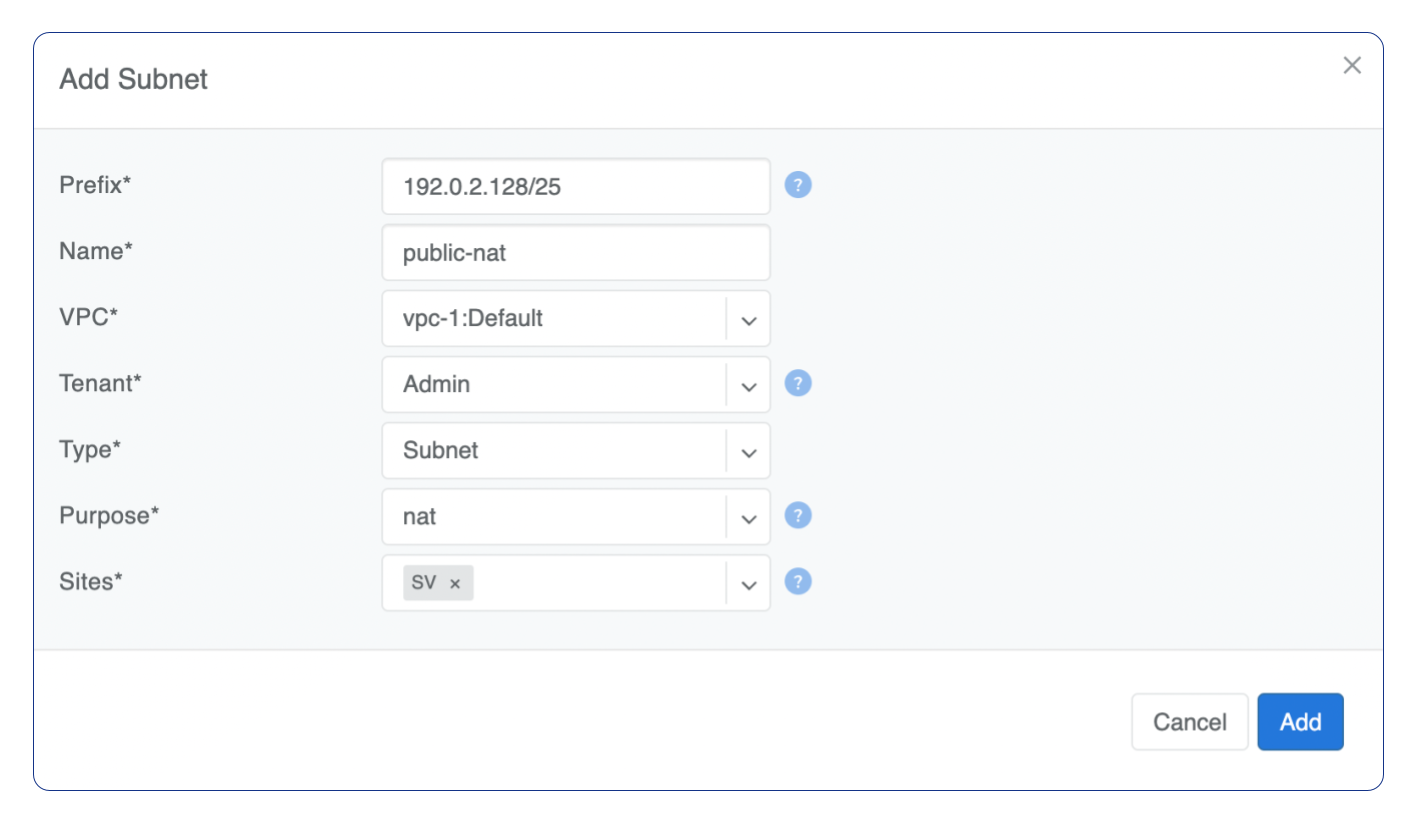 Add Subnet
×
Prefix* 192.0.2.128/25 ?
Name* public-nat
VPC* vpc-1:Default
Tenant* Admin ?
Type* Subnet
Purpose* nat ?
Sites* SV × ?
Cancel Add